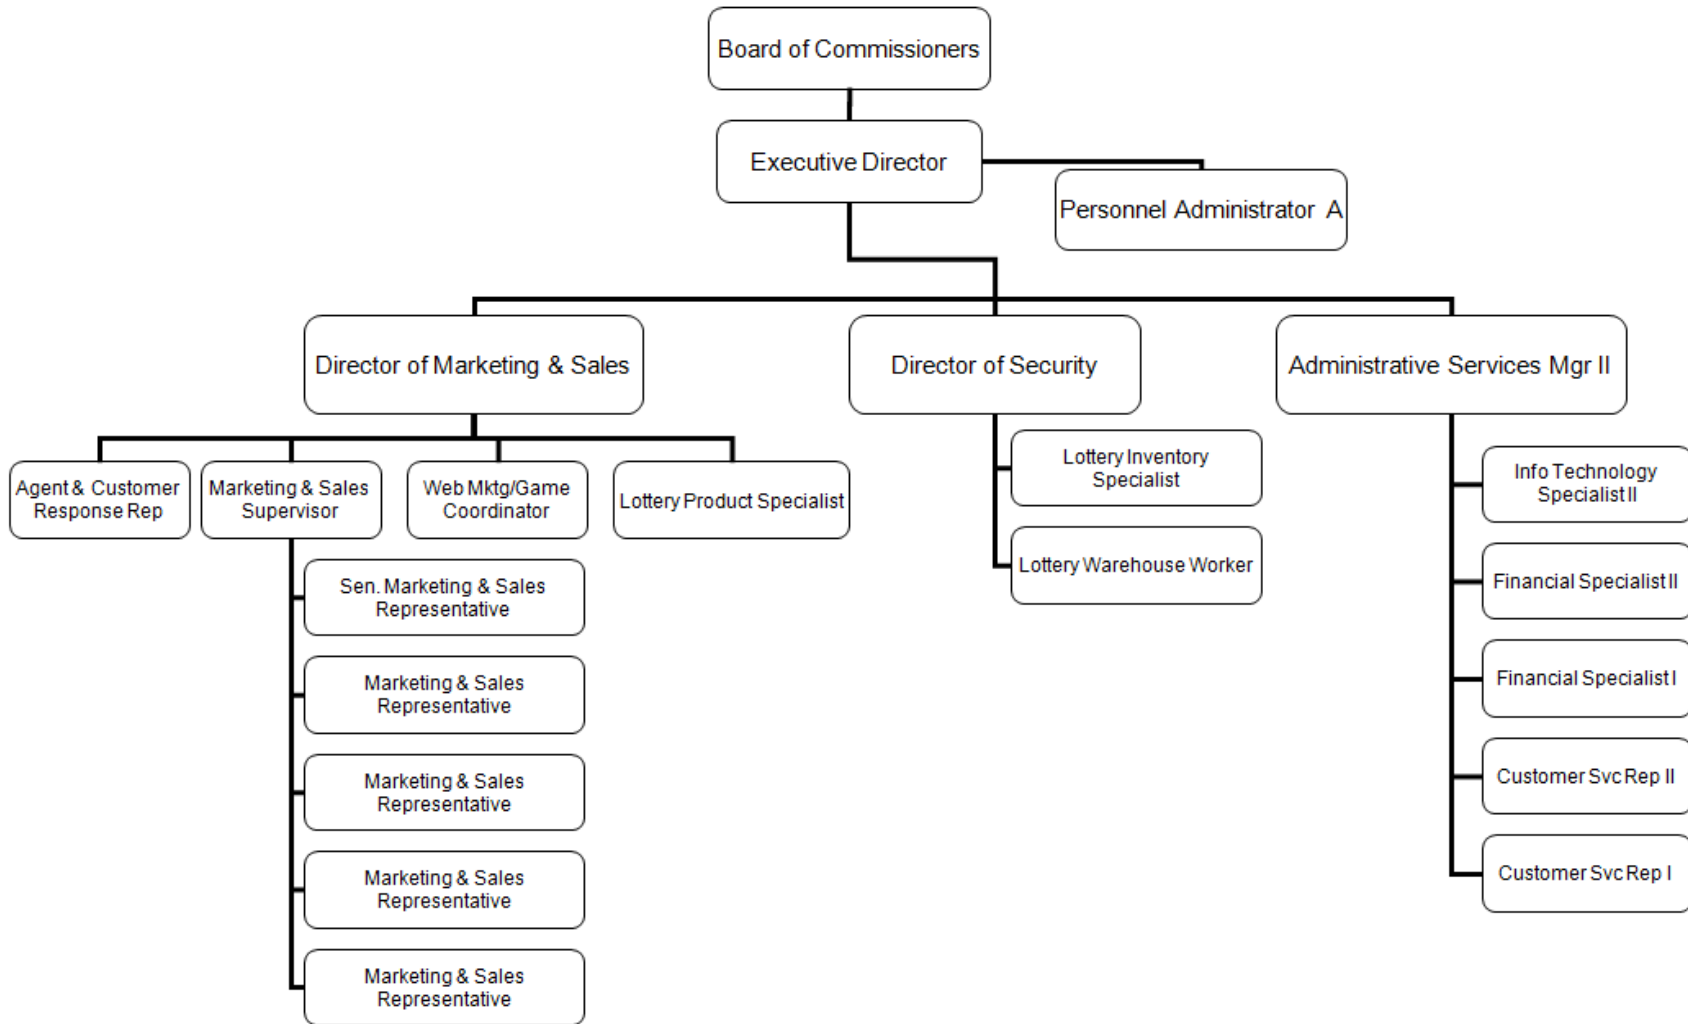 Board of Commissioners
Executive Director
Personnel Administrator A
Director of Marketing & Sales
Director of Security
Administrative Services Mgr II
Agent & Customer
Response Rep
Marketing & Sales
Supervisor
Web Mktg/Game
Coordinator
Lottery Product Specialist
Sen. Marketing & Sales
Representative
Marketing & Sales
Representative
Marketing & Sales
Representative
Marketing & Sales
Representative
Marketing & Sales
Representative
Lottery Inventory
Specialist
Lottery Warehouse Worker
Info Technology
Specialist II
Financial Specialist II
Financial Specialist I
Customer Svc Rep II
Customer Svc Rep I